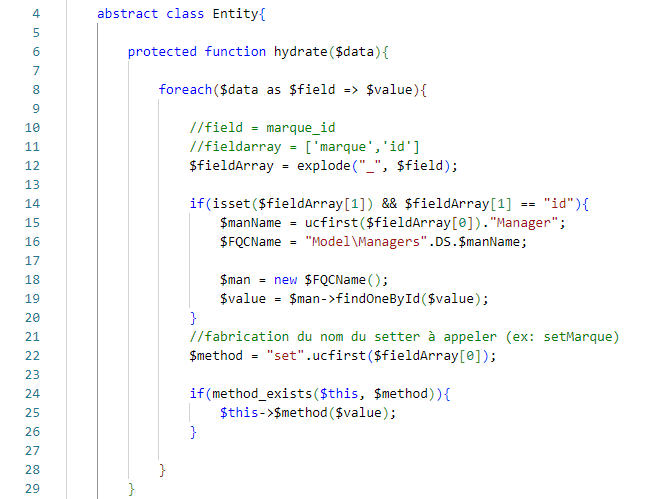 4 abstract class Entity{
5
6 protected function hydrate($data){
7
8 foreach($data as $field => $value){
9
10 //field = marque_id
11 //fieldarray = ['marque','id']
12 $fieldArray = explode("_", $field);
13
14 if(isset($fieldArray[1]) && $fieldArray[1] == "id"){
15 $manName = ucfirst($fieldArray[0])."Manager";
16 $FQCName = "Model\Managers".DS.$manName;
17
18 $man = new $FQCName();
19 $value = $man->findOneById($value);
20 }
21 //fabrication du nom du setter à appeler (ex: setMarque)
22 $method = "set".ucfirst($fieldArray[0]);
23
24 if(method_exists($this, $method)){
25 $this->$method($value);
26 }
27
28 }
29 }